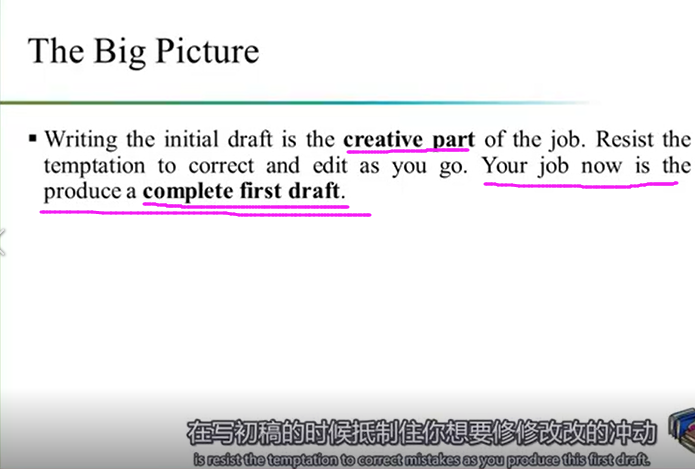 The Big Picture
▪ Writing the initial draft is the creative part of the job. Resist the
temptation to correct and edit as you go. Your job now is the
produce a complete first draft.
在写初稿的时候抵制住你想要修修改改的冲动
is resist the temptation to correct mistakes as you produce this first draft.